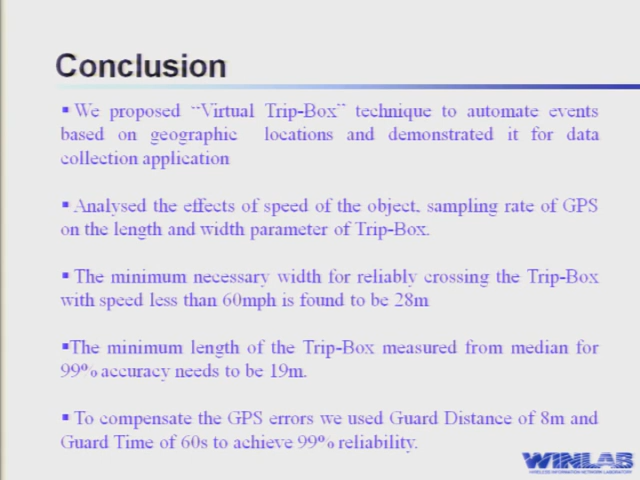 Conclusion
▪ We proposed “Virtual Trip-Box” technique to automate events
based on geographic locations and demonstrated it for data
collection application
▪ Analysed the effects of speed of the object, sampling rate of GPS
on the length and width parameter of Trip-Box.
▪ The minimum necessary width for reliably crossing the Trip-Box
with speed less than 60mph is found to be 28m
▪The minimum length of the Trip-Box measured from median for
99% accuracy needs to be 19m.
▪ To compensate the GPS errors we used Guard Distance of 8m and
Guard Time of 60s to achieve 99% reliability.
WINLAB
WIRELESS INFORMATION NETWORK LABORATORY